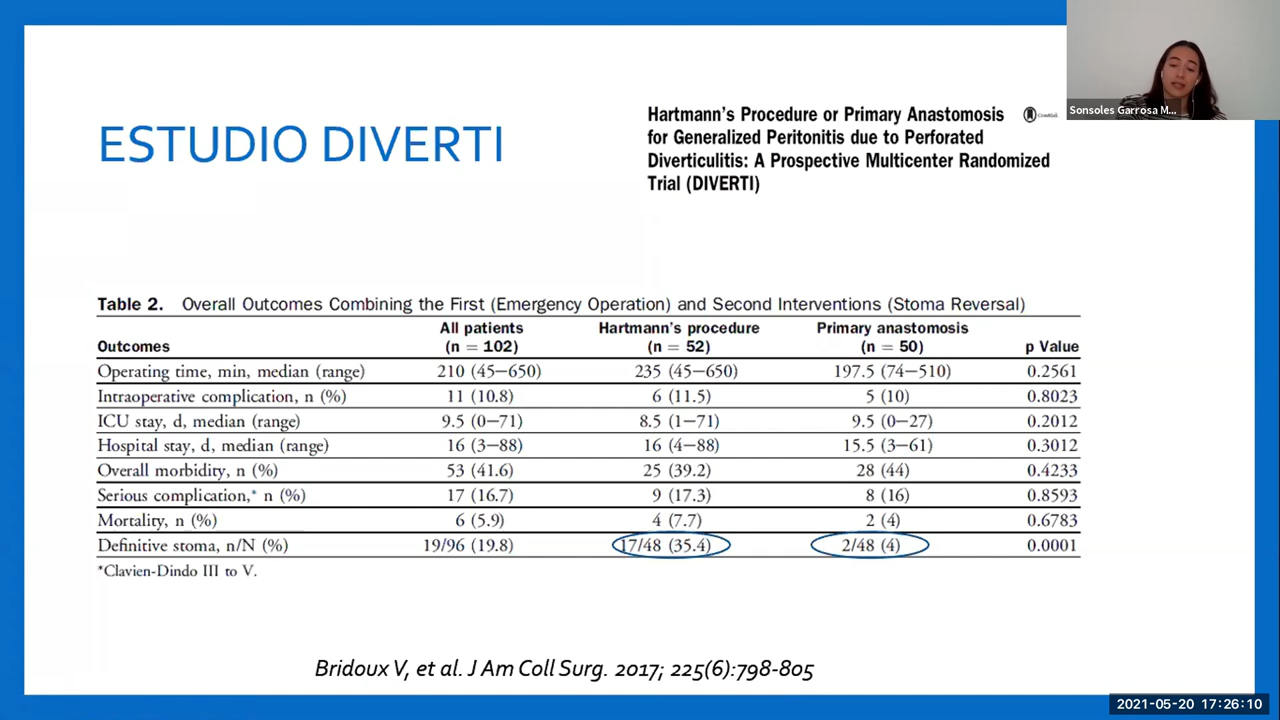 Sonsoles Garrosa M...
ESTUDIO DIVERTI
Hartmann's Procedure or Primary Anastomosis
for Generalized Peritonitis due to Perforated
Diverticulitis: A Prospective Multicenter Randomized
Trial (DIVERTI)
CrossMark
Table 2. Overall Outcomes Combining the First (Emergency Operation) and Second Interventions (Stoma Reversal)
All patients Hartmann's procedure Primary anastomosis
Outcomes (n = 102) (n = 52) (n = 50) p Value
Operating time, min, median (range) 210 (45–650) 235 (45–650) 197.5 (74–510) 0.2561
Intraoperative complication, n (%) 11 (10.8) 6 (11.5) 5 (10) 0.8023
ICU stay, d, median (range) 9.5 (0–71) 8.5 (1–71) 9.5 (0–27) 0.2012
Hospital stay, d, median (range) 16 (3–88) 16 (4–88) 15.5 (3–61) 0.3012
Overall morbidity, n (%) 53 (41.6) 25 (39.2) 28 (44) 0.4233
Serious complication,* n (%) 17 (16.7) 9 (17.3) 8 (16) 0.8593
Mortality, n (%) 6 (5.9) 4 (7.7) 2 (4) 0.6783
Definitive stoma, n/N (%) 19/96 (19.8) 17/48 (35.4) 2/48 (4) 0.0001
*Clavien-Dindo III to V.
Bridoux V, et al. J Am Coll Surg. 2017; 225(6):798-805
2021-05-20 17:26:10